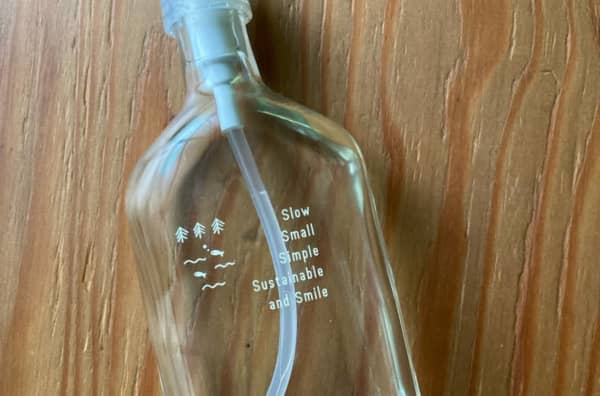 Slow
Small
Simple
Sustainable
and Smile